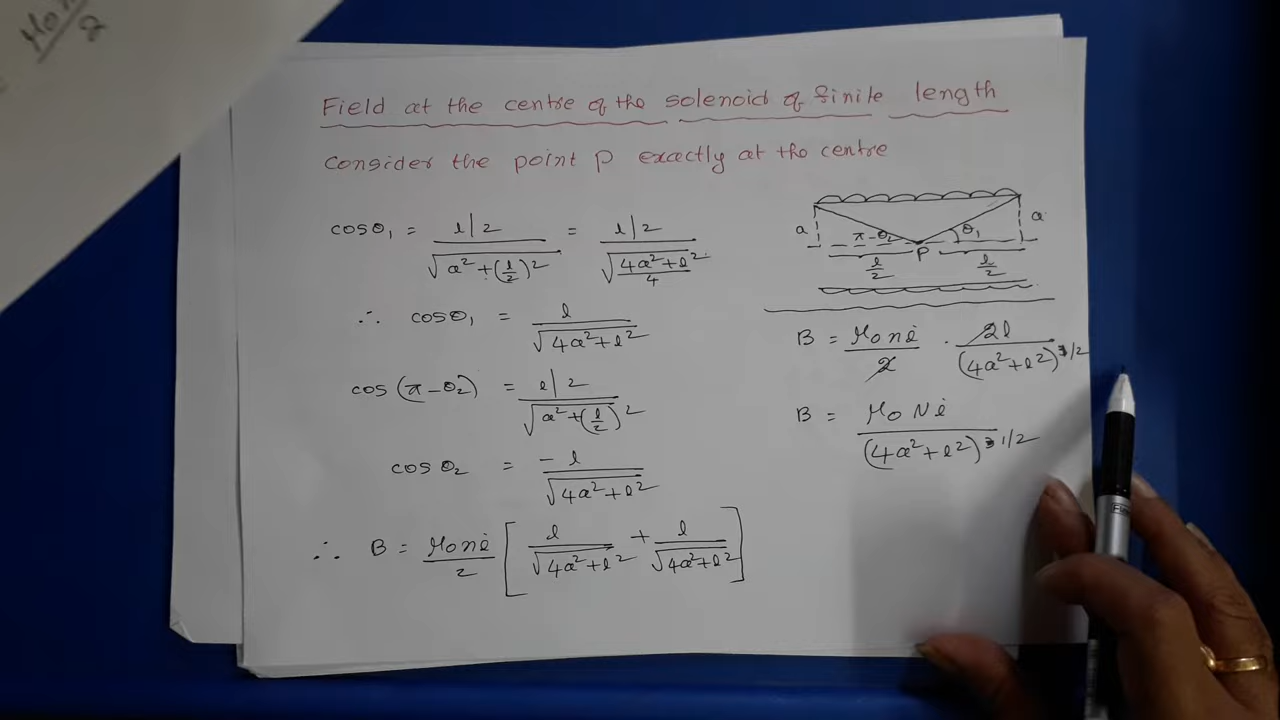 μ₀n
2
Field at the centre of the solenoid of finite length
Consider the point P exactly at the centre
cosθ₁ = l/2 / √(a² + (l/2)²) = l/2 / √((4a²+l²)/4)
∴ cosθ₁ = l / √(4a²+l²)
cos(π-θ₂) = l/2 / √(a² + (l/2)²)
cosθ₂ = -l / √(4a²+l²)
∴ B = μ₀ni/2 [ l / √(4a²+l²) + l / √(4a²+l²) ]
a π-θ₂ P θ₁ a
l/2 l/2
B = μ₀ni/2 · 2l / (4a²+l²)^1/2
B = μ₀Ni / (4a²+l²)^1/2